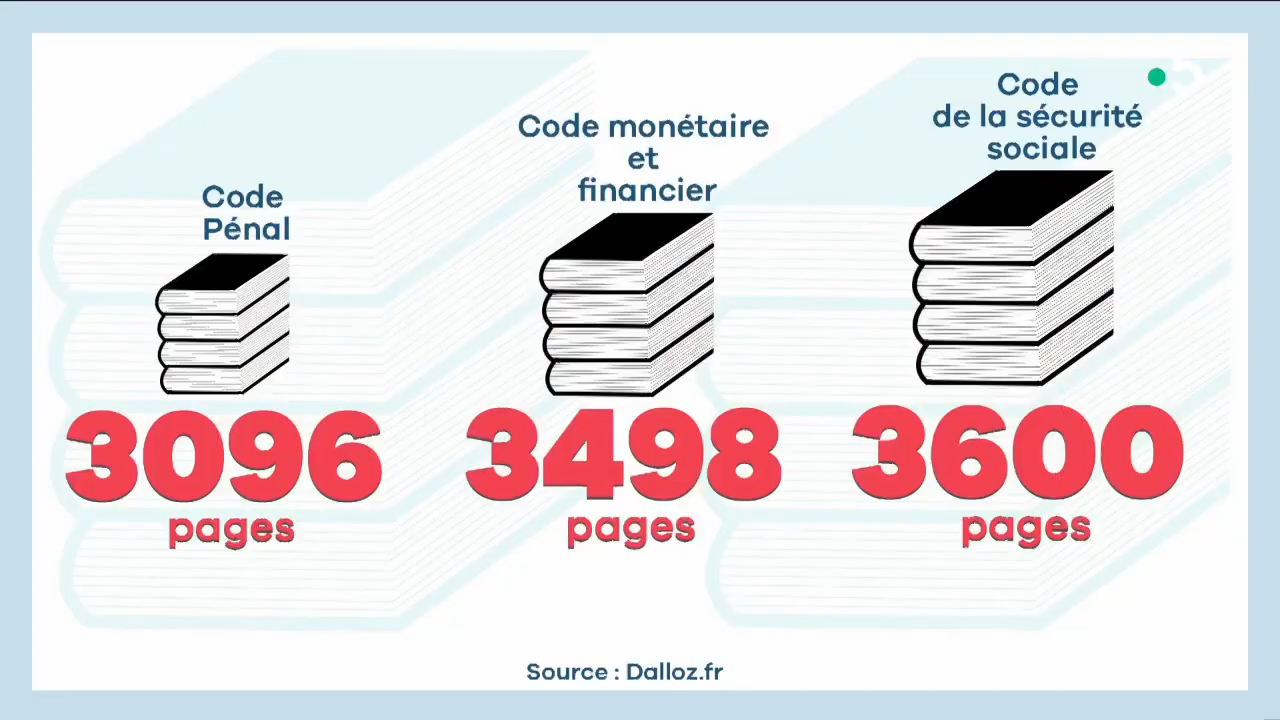 Code
Pénal
3096
pages
Code monétaire
et
financier
3498
pages
Code
de la sécurité
sociale
3600
pages
5
Source : Dalloz.fr